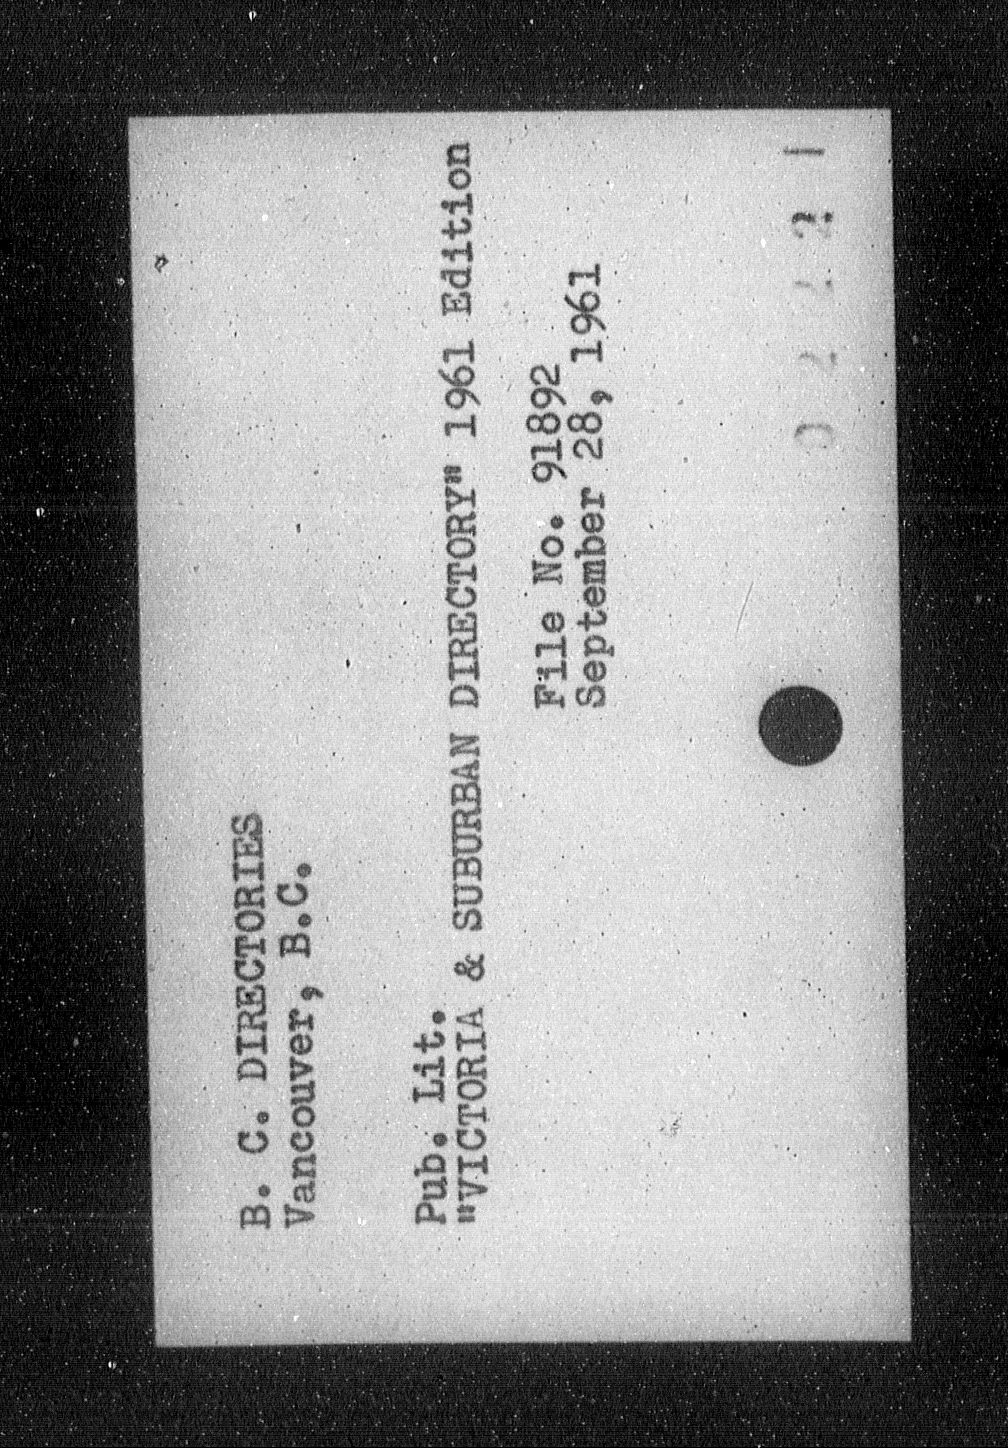 B. C. DIRECTORIES
Vancouver, B.C.
Pub. Lit.
"VICTORIA & SUBURBAN DIRECTORY" 1961 Edition
File No. 91892
September 28, 1961